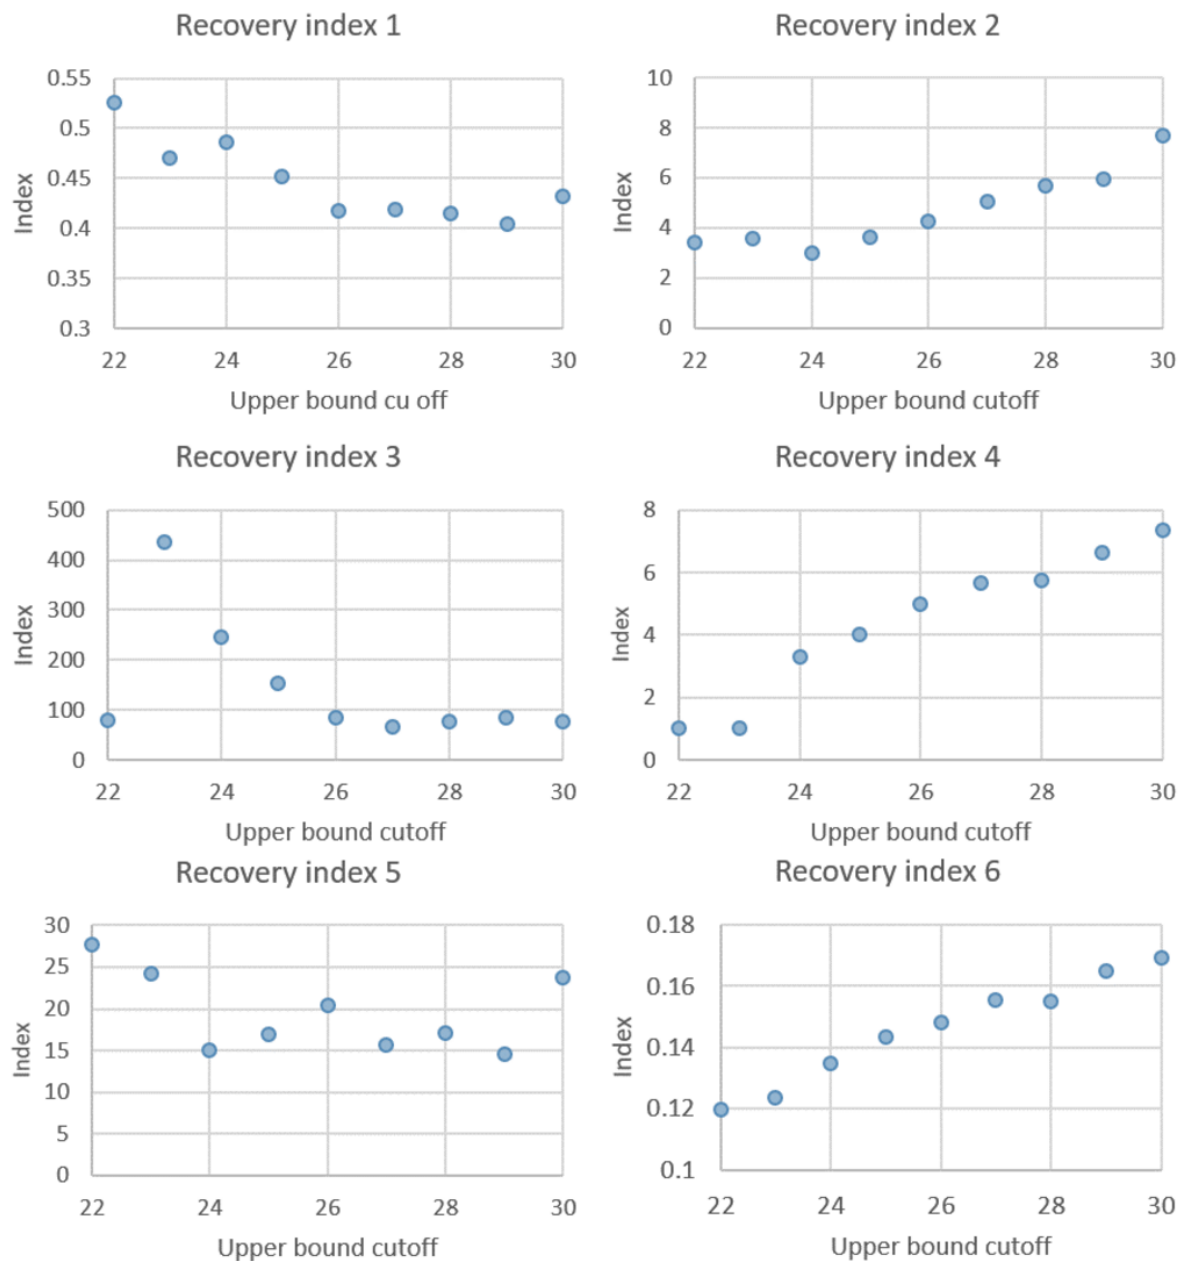 Recovery index 1
0.55
0.5
0.45
0.4
0.35
0.3
Index
22 24 26 28 30
Upper bound cu off
Recovery index 2
10
8
6
4
2
0
Index
22 24 26 28 30
Upper bound cutoff
Recovery index 3
500
400
300
200
100
0
Index
22 24 26 28 30
Upper bound cutoff
Recovery index 4
8
6
4
2
0
Index
22 24 26 28 30
Upper bound cutoff
Recovery index 5
30
25
20
15
10
5
0
Index
22 24 26 28 30
Upper bound cutoff
Recovery index 6
0.18
0.16
0.14
0.12
0.1
Index
22 24 26 28 30
Upper bound cutoff